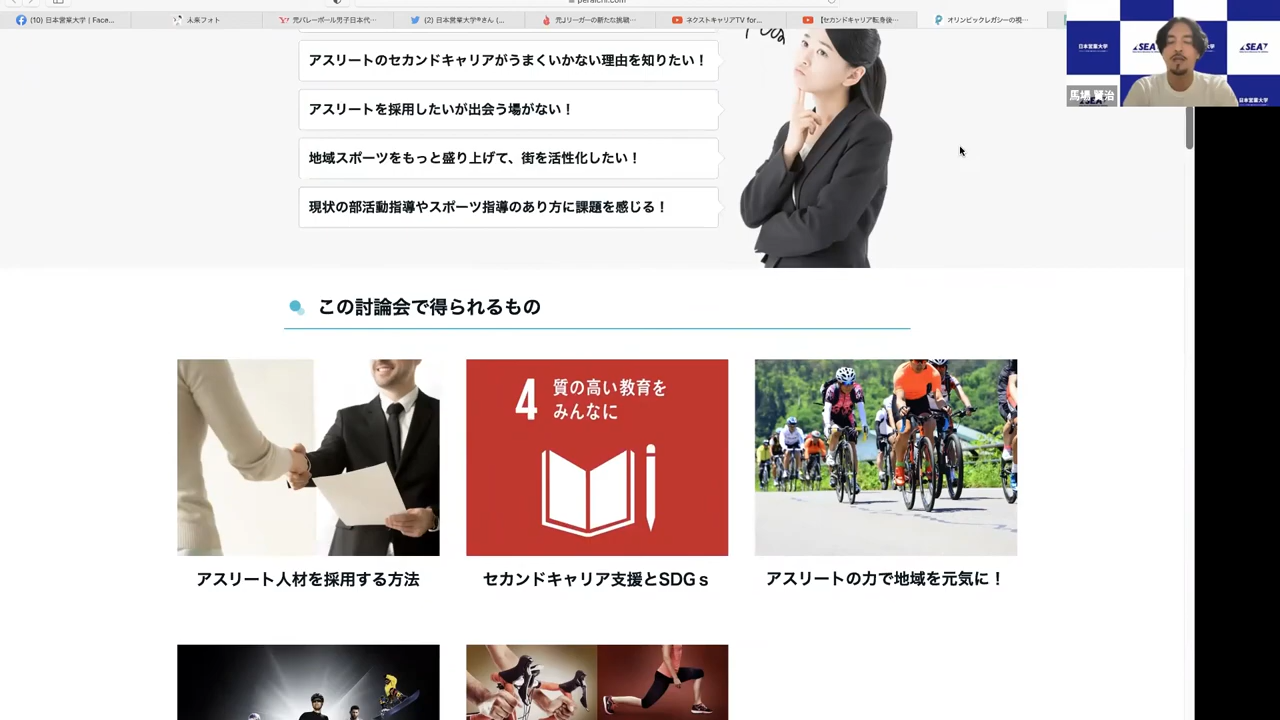 peraichi.com
(10) 日本営業大学 | Face...
未来フォト
元バレーボール男子日本代...
(2) 日本営業大学®さん (...
元Jリーガーの新たな挑戦...
ネクストキャリアTV for...
【セカンドキャリア転身後...
オリンピックレガシーの視...
アスリートのセカンドキャリアがうまくいかない理由を知りたい！
アスリートを採用したいが出会う場がない！
地域スポーツをもっと盛り上げて、街を活性化したい！
現状の部活動指導やスポーツ指導のあり方に課題を感じる！
日本営業大学
SEA
SEA
日本営業大学
馬場 賢治
この討論会で得られるもの
4 質の高い教育を
みんなに
アスリート人材を採用する方法
セカンドキャリア支援とSDGｓ
アスリートの力で地域を元気に！